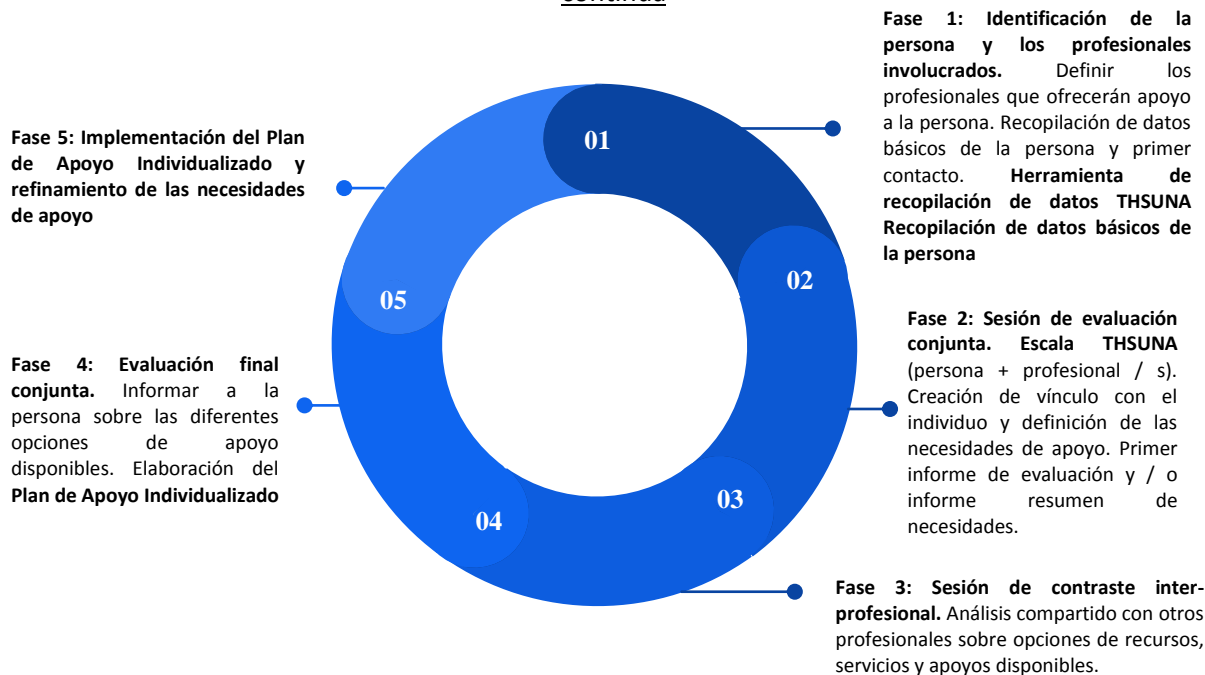 continua
Fase 1: Identificación de la
persona y los profesionales
involucrados. Definir los
profesionales que ofrecerán apoyo
a la persona. Recopilación de datos
básicos de la persona y primer
contacto. Herramienta de
recopilación de datos THSUNA
Recopilación de datos básicos de
la persona
01
Fase 5: Implementación del Plan
de Apoyo Individualizado y
refinamiento de las necesidades
de apoyo
02
05
Fase 2: Sesión de evaluación
conjunta. Escala THSUNA
(persona + profesional / s).
Creación de vínculo con el
individuo y definición de las
necesidades de apoyo. Primer
informe de evaluación y / o
informe resumen de
necesidades.
Fase 4: Evaluación final
conjunta. Informar a la
persona sobre las diferentes
opciones de apoyo
disponibles. Elaboración del
Plan de Apoyo Individualizado
03
04
Fase 3: Sesión de contraste inter-
profesional. Análisis compartido con otros
profesionales sobre opciones de recursos,
servicios y apoyos disponibles.